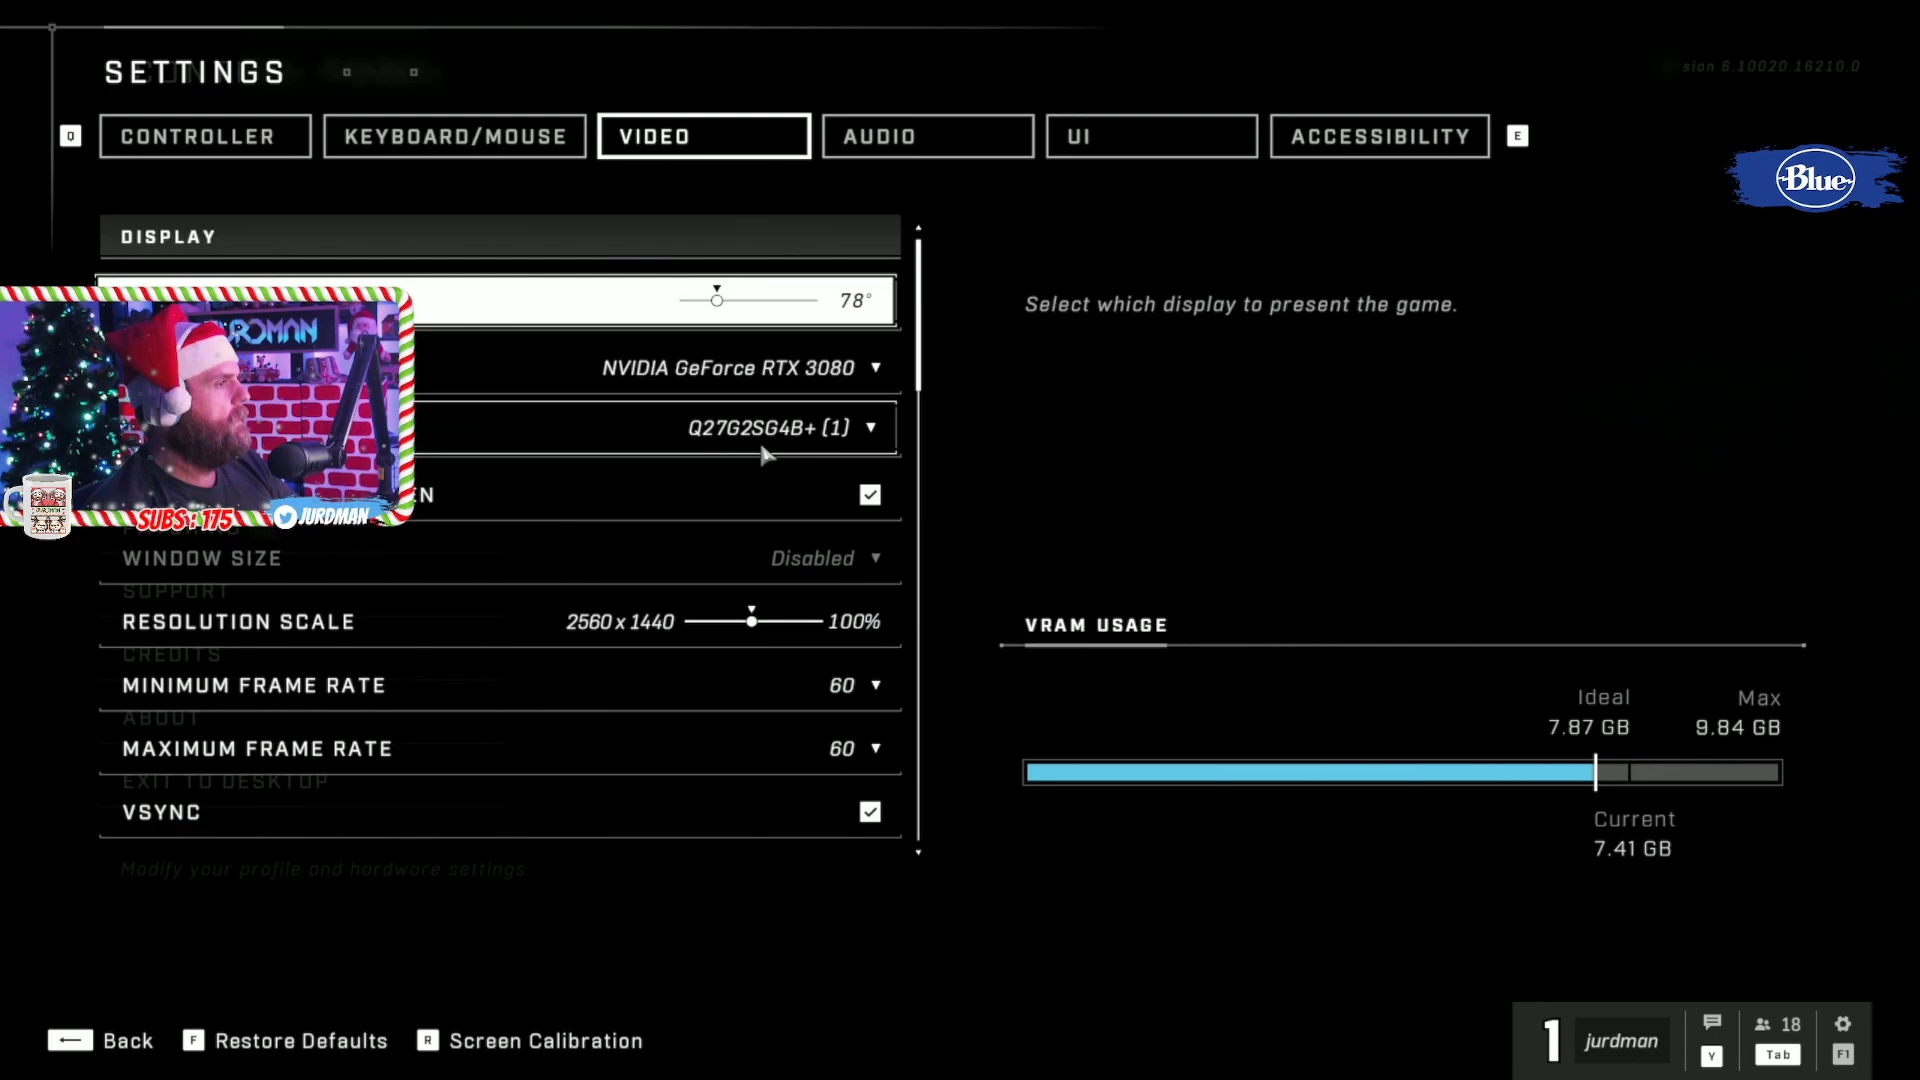 SETTINGS
sion 6.10020.16210.0
Q
CONTROLLER
KEYBOARD/MOUSE
VIDEO
AUDIO
UI
ACCESSIBILITY
E
Blue
DISPLAY
78°
Select which display to present the game.
NVIDIA GeForce RTX 3080
Q27G2SG4B+ (1)
EN
SUBS: 175
JURDMAN
WINDOW SIZE
Disabled
SUPPORT
RESOLUTION SCALE
2560 x 1440
100%
CREDITS
MINIMUM FRAME RATE
60
ABOUT
MAXIMUM FRAME RATE
60
EXIT TO DESKTOP
VSYNC
Modify your profile and hardware settings
VRAM USAGE
Ideal
Max
7.87 GB
9.84 GB
Current
7.41 GB
Back
F
Restore Defaults
R
Screen Calibration
1
jurdman
Y
18
Tab
F1